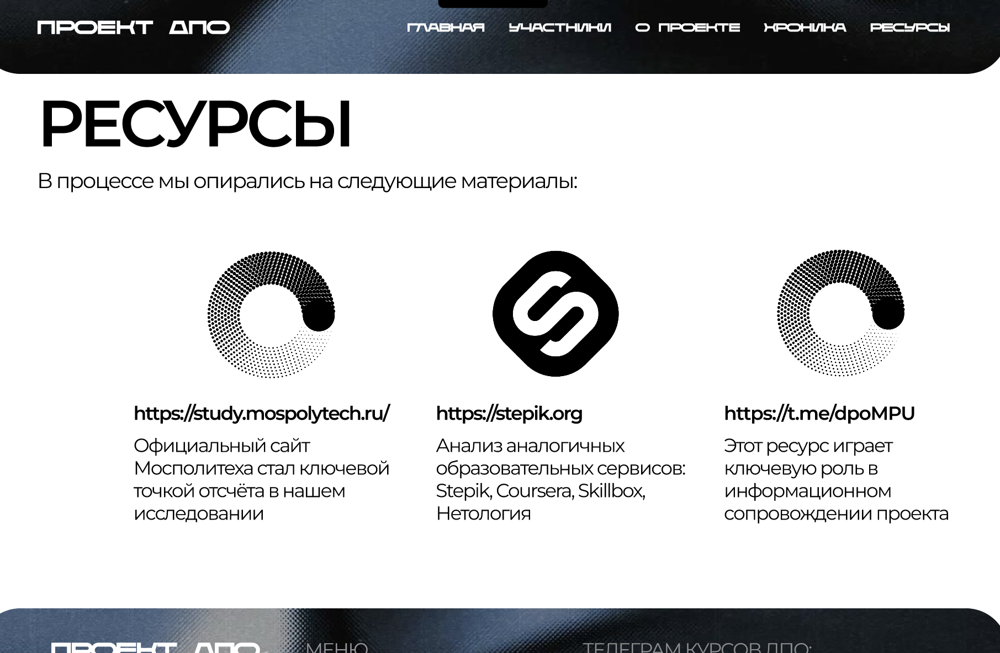 ПРОЕКТ ДПО
ГЛАВНАЯ УЧАСТНИКИ О ПРОЕКТЕ ХРОНИКА РЕСУРСЫ
РЕСУРСЫ
В процессе мы опирались на следующие материалы:
https://study.mospolytech.ru/
Официальный сайт
Мосполитеха стал ключевой
точкой отсчёта в нашем
исследовании
https://stepik.org
Анализ аналогичных
образовательных сервисов:
Stepik, Coursera, Skillbox,
Нетология
https://t.me/dpoMPU
Этот ресурс играет
ключевую роль в
информационном
сопровождении проекта
ПРОЕКТ ДПО
МЕНЮ
ТЕЛЕГРАМ КУРСОВ ДПО: